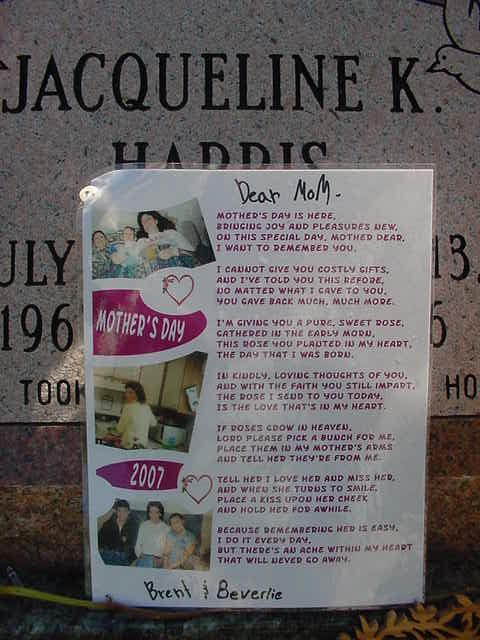 JACQUELINE K.
HARRIS
Dear MoM-
MOTHER'S DAY IS HERE,
BRINGING JOY AND PLEASURES NEW,
ON THIS SPECIAL DAY, MOTHER DEAR,
I WANT TO REMEMBER YOU.
I CANNOT GIVE YOU COSTLY GIFTS,
AND I'VE TOLD YOU THIS BEFORE,
NO MATTER WHAT I GAVE TO YOU,
YOU GAVE BACK MUCH, MUCH MORE.
I'M GIVING YOU A PURE, SWEET ROSE,
GATHERED IN THE EARLY MORN,
THIS ROSE YOU PLANTED IN MY HEART,
THE DAY THAT I WAS BORN.
IN KINDLY, LOVING THOUGHTS OF YOU,
AND WITH THE FAITH YOU STILL IMPART,
THE ROSE I SEND TO YOU TODAY,
IS THE LOVE THAT'S IN MY HEART.
IF ROSES GROW IN HEAVEN,
LORD PLEASE PICK A BUNCH FOR ME,
PLACE THEM IN MY MOTHER'S ARMS
AND TELL HER THEY'RE FROM ME.
TELL HER I LOVE HER AND MISS HER,
AND WHEN SHE TURNS TO SMILE,
PLACE A KISS UPON HER CHEEK
AND HOLD HER FOR AWHILE.
BECAUSE REMEMBERING HER IS EASY,
I DO IT EVERY DAY,
BUT THERE'S AN ACHE WITHIN MY HEART
THAT WILL NEVER GO AWAY.
Brent & Beverlie
MOTHER'S DAY
2007
ULY 13,
196 6
TOOK HO